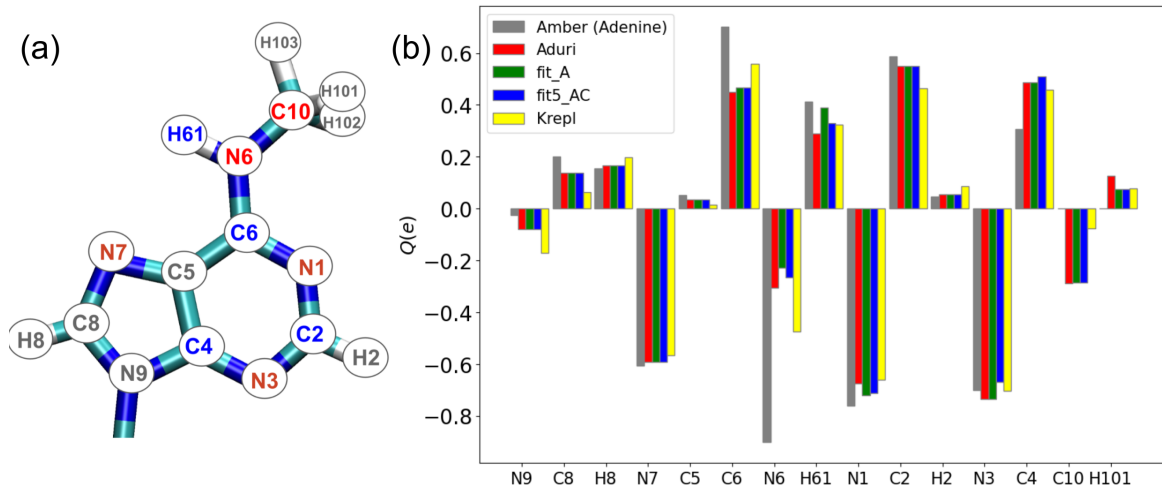 (a)
H103
H101
C10
H102
H61
N6
C6
N7
N1
C5
C8
C2
H8
C4
H2
N9
N3
(b)
Amber (Adenine)
Aduri
fit_A
fit5_AC
Krepl
Q(e)
0.6
0.4
0.2
0.0
−0.2
−0.4
−0.6
−0.8
N9 C8 H8 N7 C5 C6 N6 H61 N1 C2 H2 N3 C4 C10 H101